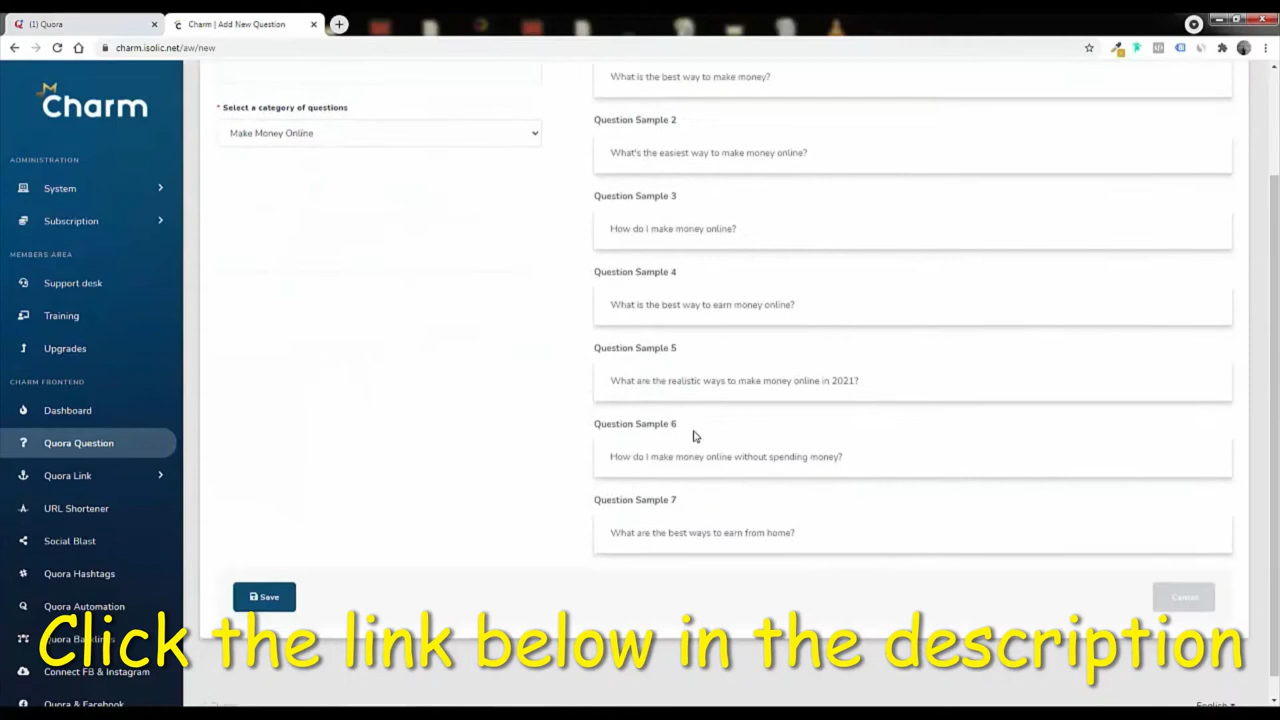 (1) Quora
Charm | Add New Question
charm.isolic.net/aw/new
Charm
ADMINISTRATION
System
Subscription
MEMBERS AREA
Support desk
Training
Upgrades
CHARM FRONTEND
Dashboard
Quora Question
Quora Link
URL Shortener
Social Blast
Quora Hashtags
Quora Automation
Quora
Connect FB & Instagram
Quora & Facebook
* Select a category of questions
Make Money Online
What is the best way to make money?
Question Sample 2
What's the easiest way to make money online?
Question Sample 3
How do I make money online?
Question Sample 4
What is the best way to earn money online?
Question Sample 5
What are the realistic ways to make money online in 2021?
Question Sample 6
How do I make money online without spending money?
Question Sample 7
What are the best ways to earn from home?
Save
Cancel
Click the link below in the description
English